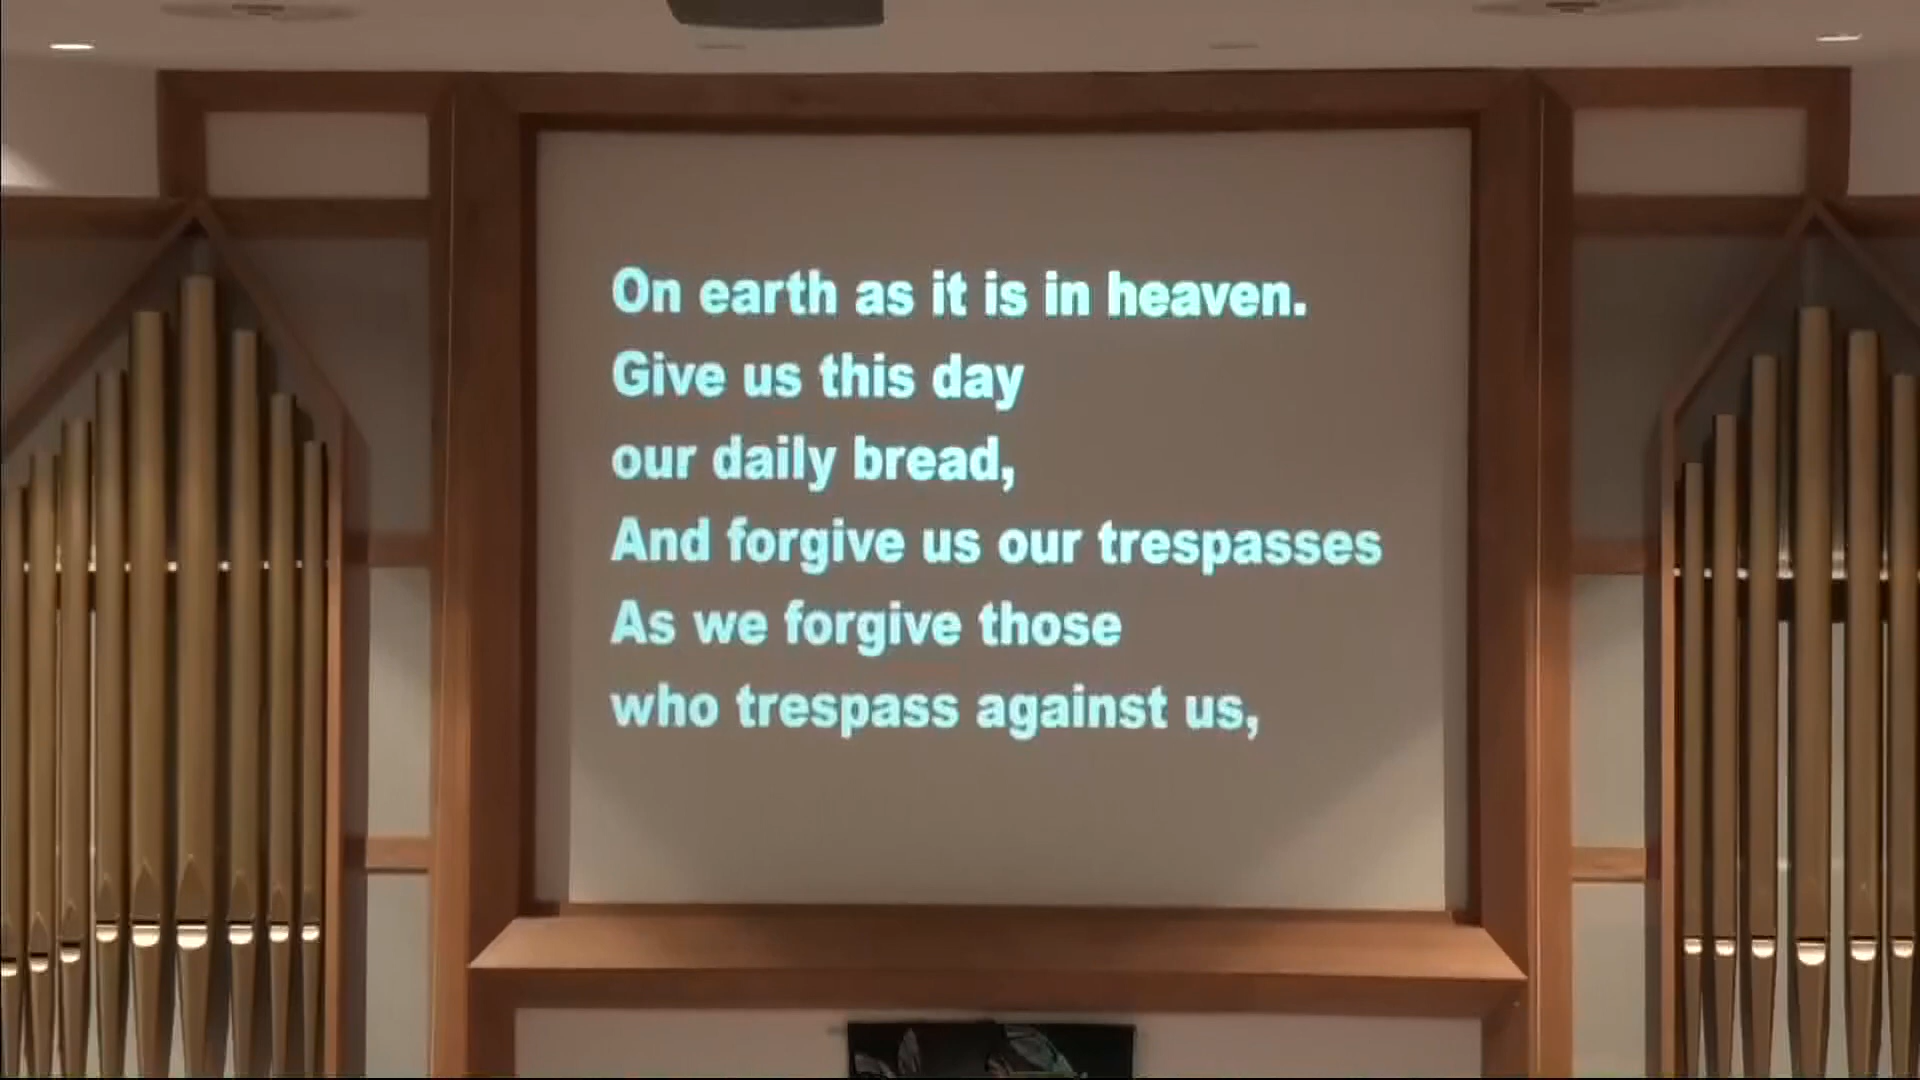 On earth as it is in heaven.
Give us this day
our daily bread,
And forgive us our trespasses
As we forgive those
who trespass against us,